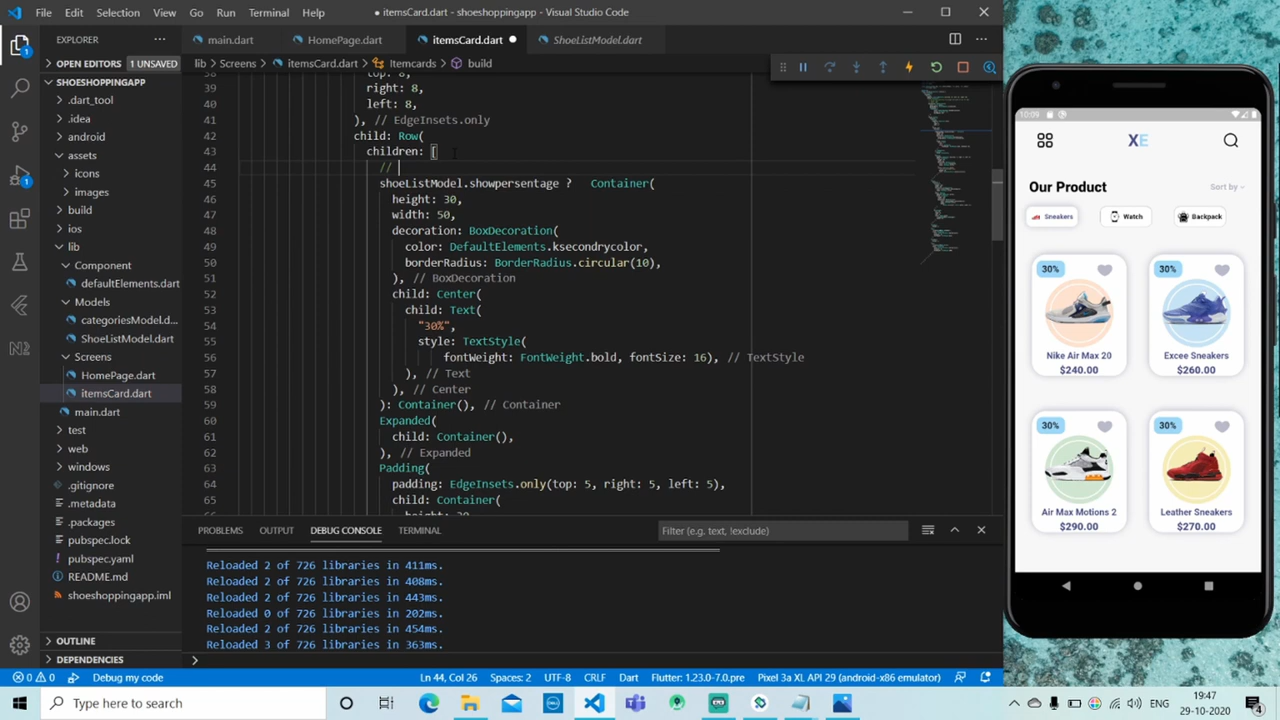 File Edit Selection View Go Run Terminal Help
● itemsCard.dart - shoeshoppingapp - Visual Studio Code
EXPLORER
main.dart HomePage.dart itemsCard.dart ShoeListModel.dart
OPEN EDITORS 1 UNSAVED
lib > Screens > itemsCard.dart > Itemcards > build
SHOESHOPPINGAPP
.dart_tool
.idea
android
assets
icons
images
build
ios
lib
Component
defaultElements.dart
Models
categoriesModel.d...
ShoeListModel.dart
Screens
HomePage.dart
itemsCard.dart
main.dart
test
web
windows
.gitignore
.metadata
.packages
pubspec.lock
pubspec.yaml
README.md
shoeshoppingapp.iml
OUTLINE
DEPENDENCIES
38 top: 8,
39 right: 8,
40 left: 8,
41 ), // EdgeInsets.only
42 child: Row(
43 children: [
44 //
45 shoeListModel.showpersentage ? Container(
46 height: 30,
47 width: 50,
48 decoration: BoxDecoration(
49 color: DefaultElements.ksecondrycolor,
50 borderRadius: BorderRadius.circular(10),
51 ), // BoxDecoration
52 child: Center(
53 child: Text(
54 "30%",
55 style: TextStyle(
56 fontWeight: FontWeight.bold, fontSize: 16), // TextStyle
57 ), // Text
58 ), // Center
59 ): Container(), // Container
60 Expanded(
61 child: Container(),
62 ), // Expanded
63 Padding(
64 padding: EdgeInsets.only(top: 5, right: 5, left: 5),
65 child: Container(
PROBLEMS OUTPUT DEBUG CONSOLE TERMINAL
Filter (e.g. text, !exclude)
Reloaded 2 of 726 libraries in 411ms.
Reloaded 2 of 726 libraries in 408ms.
Reloaded 2 of 726 libraries in 443ms.
Reloaded 0 of 726 libraries in 202ms.
Reloaded 2 of 726 libraries in 454ms.
Reloaded 3 of 726 libraries in 363ms.
0 0 Debug my code
Ln 44, Col 26 Spaces: 2 UTF-8 CRLF Dart Flutter: 1.23.0-7.0.pre Pixel 3a XL API 29 (android-x86 emulator)
10:09
XE
Our Product Sort by
Sneakers Watch Backpack
30% 30%
Nike Air Max 20 Excee Sneakers
$240.00 $260.00
30% 30%
Air Max Motions 2 Leather Sneakers
$290.00 $270.00
Type here to search
ENG
19:47
29-10-2020
4